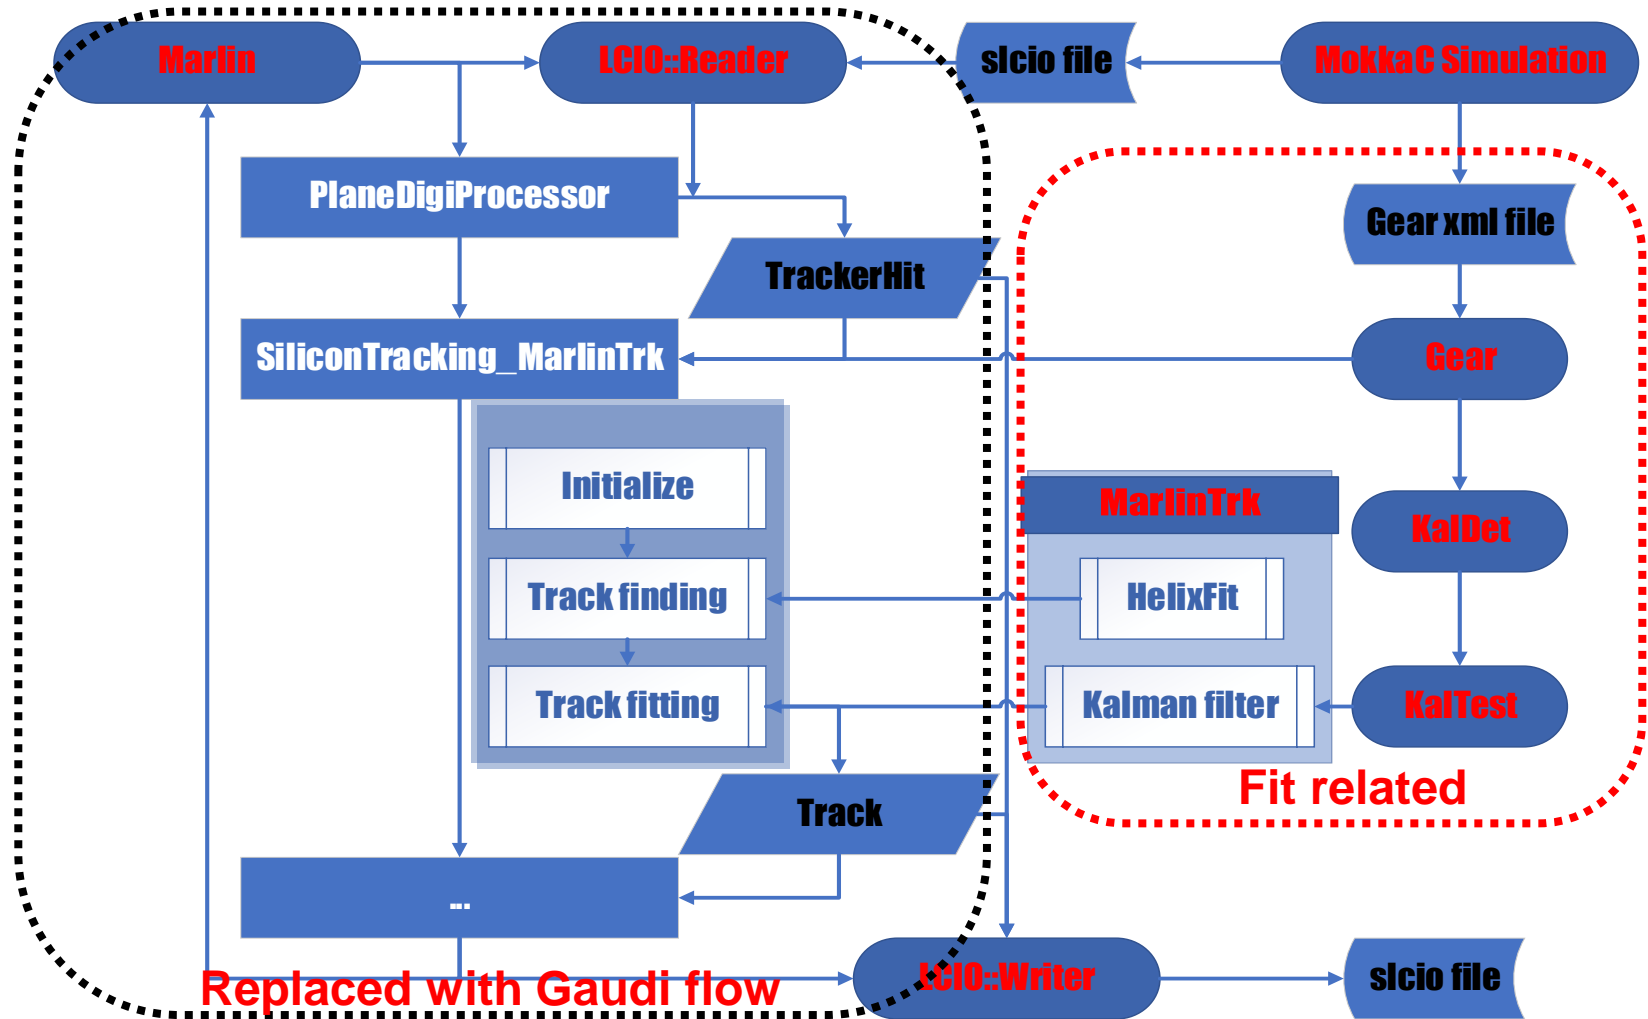 Marlin
LCIO::Reader
slcio file
MokkaC Simulation
PlaneDigiProcessor
Gear xml file
TrackerHit
SiliconTracking_MarlinTrk
Gear
Initialize
MarlinTrk
KalDet
Track finding
HelixFit
Track fitting
Kalman filter
KalTest
Fit related
Track
...
Replaced with Gaudi flow
LCIO::Writer
slcio file